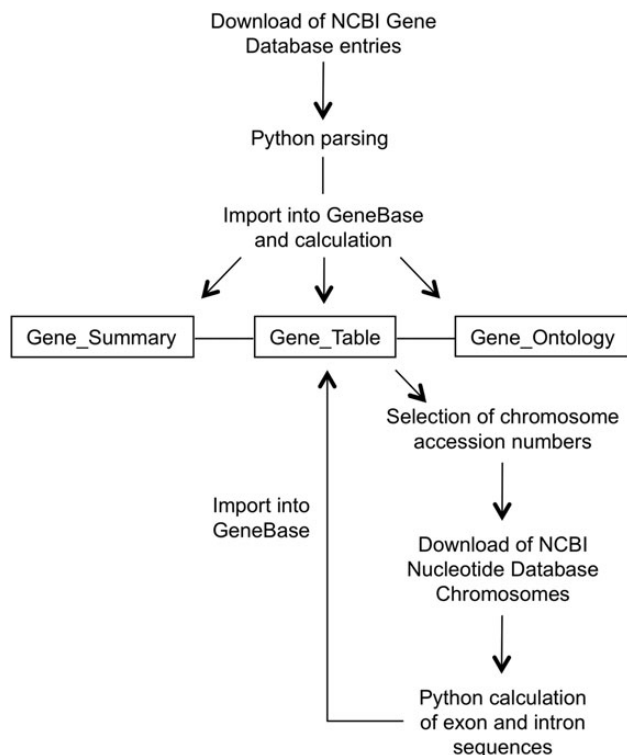 Download of NCBI Gene
Database entries
Python parsing
Import into GeneBase
and calculation
Gene_Summary
Gene_Table
Gene_Ontology
Selection of chromosome
accession numbers
Import into
GeneBase
Download of NCBI
Nucleotide Database
Chromosomes
Python calculation
of exon and intron
sequences